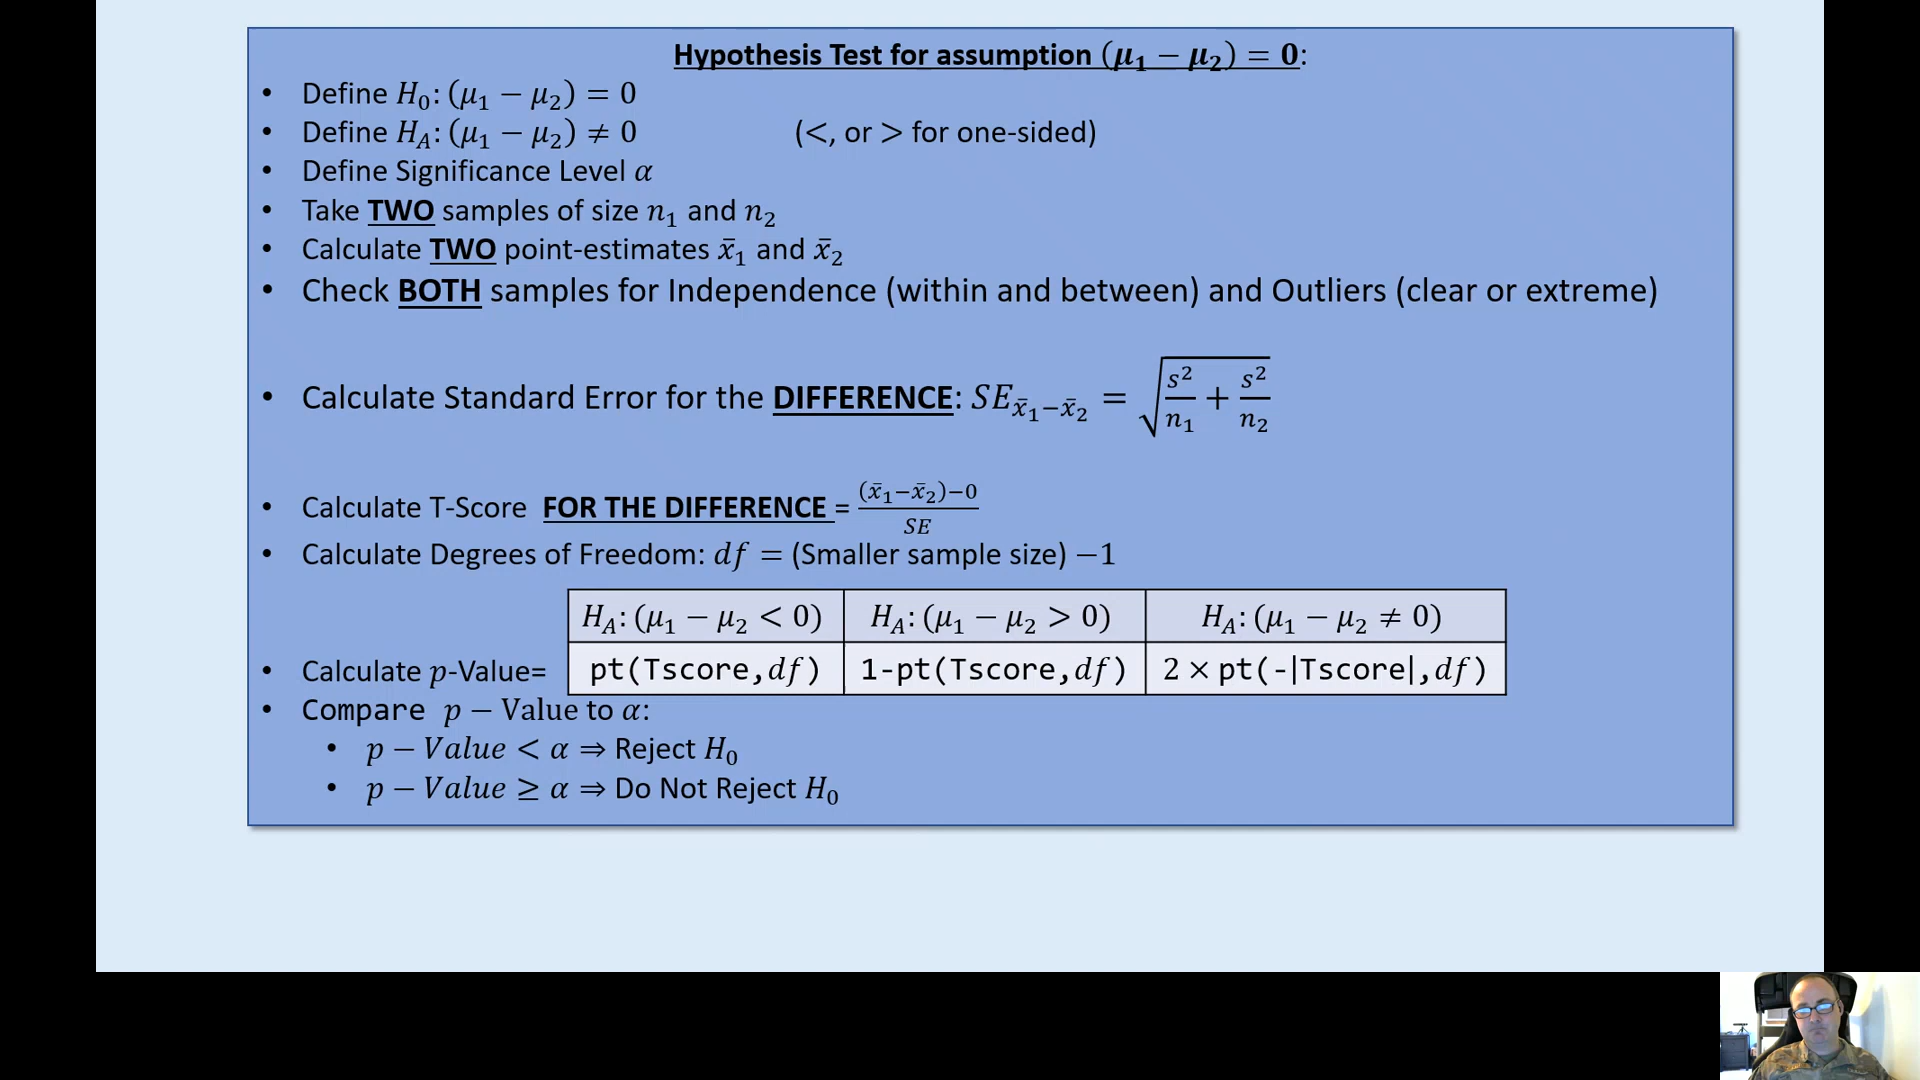 Hypothesis Test for assumption (μ₁ − μ₂) = 0:
• Define H₀: (μ₁ − μ₂) = 0
• Define H_A: (μ₁ − μ₂) ≠ 0 (<, or > for one-sided)
• Define Significance Level α
• Take TWO samples of size n₁ and n₂
• Calculate TWO point-estimates x̄₁ and x̄₂
• Check BOTH samples for Independence (within and between) and Outliers (clear or extreme)
• Calculate Standard Error for the DIFFERENCE: SE_{x̄₁−x̄₂} = √(s²/n₁ + s²/n₂)
• Calculate T-Score FOR THE DIFFERENCE = ((x̄₁−x̄₂)−0)/SE
• Calculate Degrees of Freedom: df = (Smaller sample size) −1
H_A: (μ₁ − μ₂ < 0) H_A: (μ₁ − μ₂ > 0) H_A: (μ₁ − μ₂ ≠ 0)
• Calculate p-Value= pt(Tscore,df) 1-pt(Tscore,df) 2 × pt(-|Tscore|,df)
• Compare p − Value to α:
• p − Value < α ⇒ Reject H₀
• p − Value ≥ α ⇒ Do Not Reject H₀